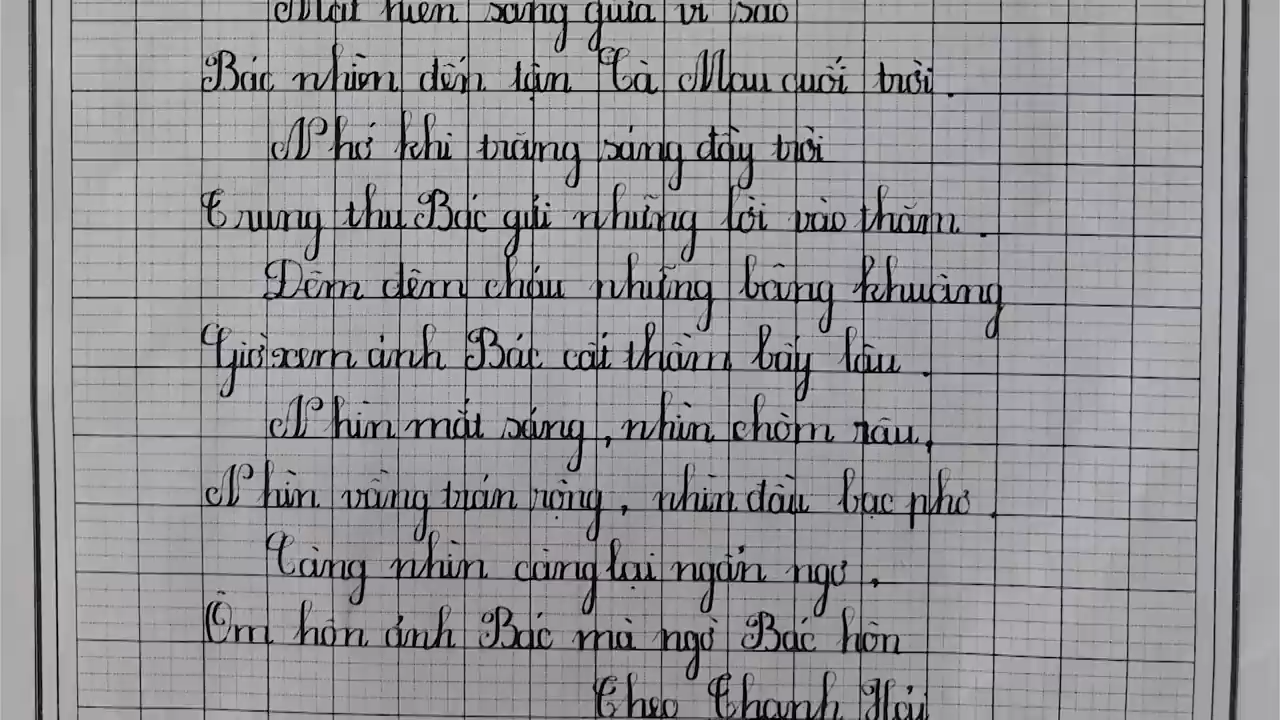 Mắt hiền sáng giữa vì sao
Bác nhìn đến tận Cà Mau cuối trời.
Nhớ khi trăng sáng đầy trời
Trung thu Bác gửi những lời vào thăm.
Đêm đêm cháu những bâng khuâng
Giở xem ảnh Bác cất thầm bấy lâu.
Nhìn mắt sáng, nhìn chòm râu,
Nhìn vầng trán rộng, nhìn đầu bạc phơ.
Càng nhìn càng lại ngẩn ngơ,
Ôm hôn ảnh Bác mà ngờ Bác hôn
Theo Thanh Hải